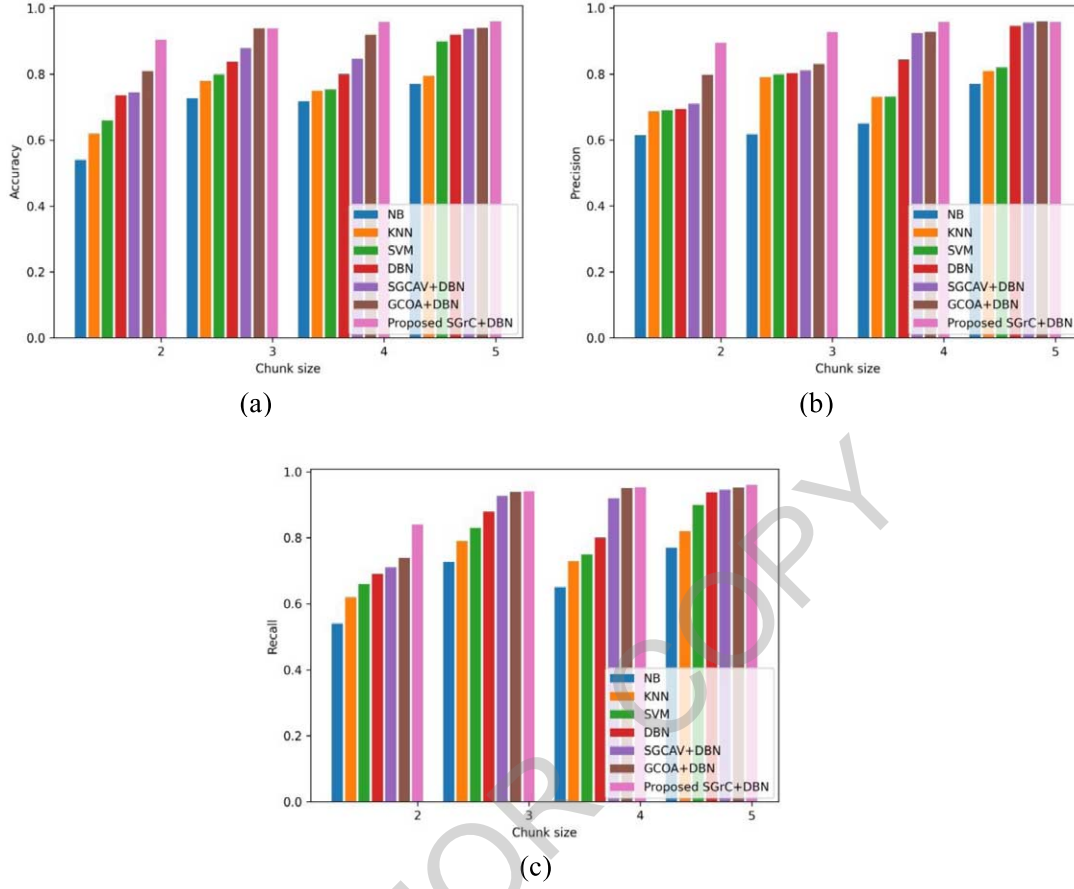 1.0
0.8
0.6
0.4
0.2
0.0
Accuracy
NB
KNN
SVM
DBN
SGCAV+DBN
GCOA+DBN
Proposed SGrC+DBN
2 3 4 5
Chunk size
(a)
1.0
0.8
0.6
0.4
0.2
0.0
Precision
NB
KNN
SVM
DBN
SGCAV+DBN
GCOA+DBN
Proposed SGrC+DBN
2 3 4 5
Chunk size
(b)
1.0
0.8
0.6
0.4
0.2
0.0
Recall
NB
KNN
SVM
DBN
SGCAV+DBN
GCOA+DBN
Proposed SGrC+DBN
2 3 4 5
Chunk size
(c)
OR COPY